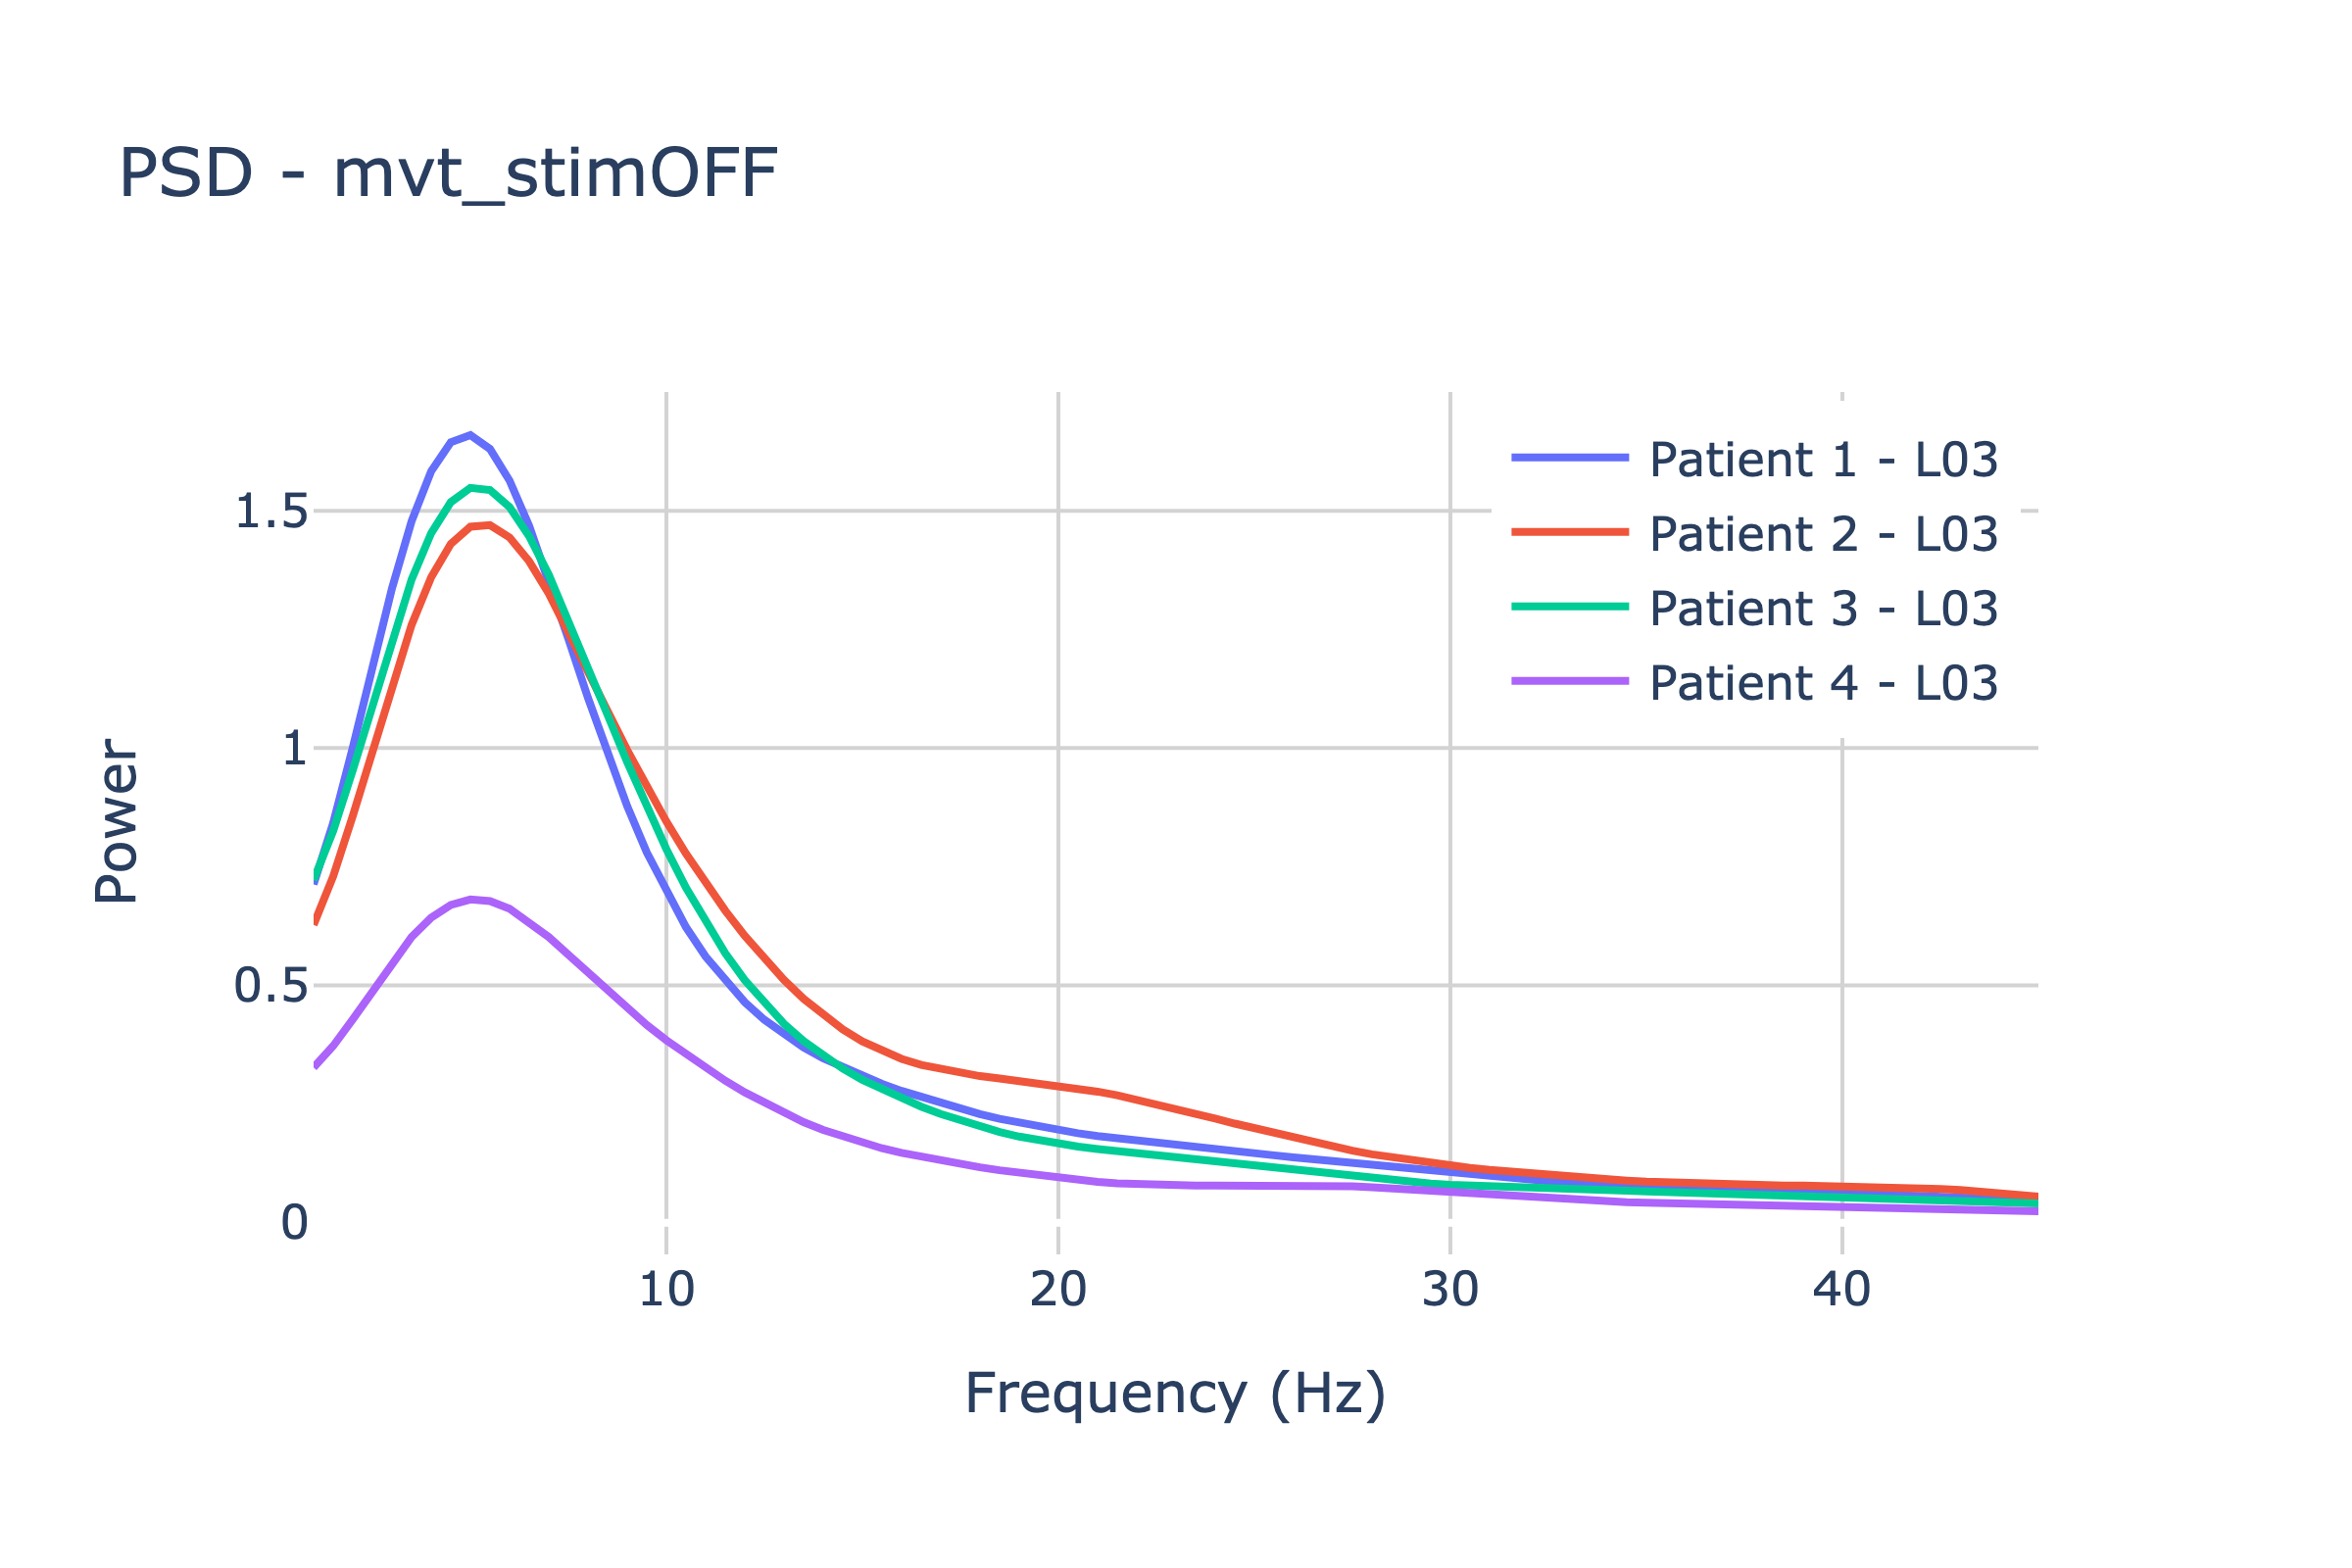 PSD - mvt_stimOFF
Patient 1 - L03
Patient 2 - L03
Patient 3 - L03
Patient 4 - L03
1.5
1
0.5
0
Power
10
20
30
40
Frequency (Hz)